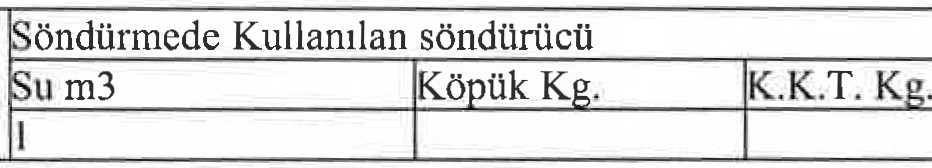 Söndürmede Kullanılan söndürücü
Su m3 Köpük Kg. K.K.T. Kg.
1